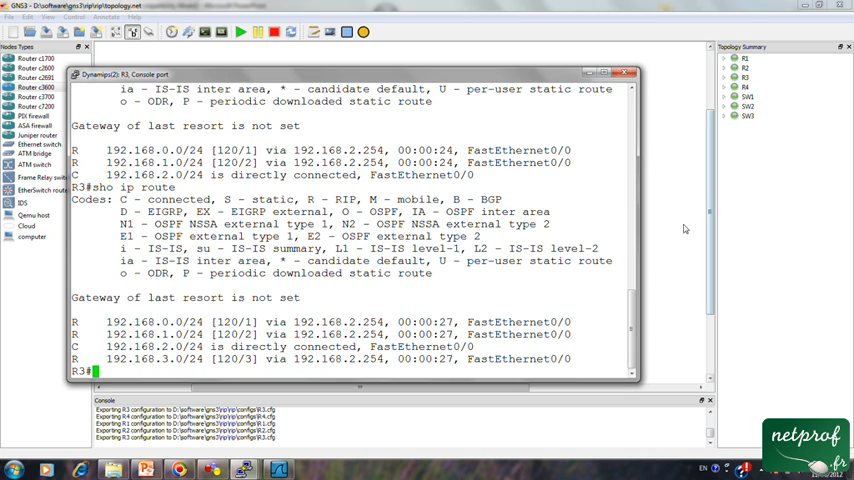 GNS3 - D:\software\gns3\rip\rip\topology.net
File Edit View Control Annotate Help
Nodes Types
Topology Summary
Router c1700
Router c2600
Router c2691
Router c3600
Router c3700
Router c7200
PIX firewall
ASA firewall
Juniper router
Ethernet switch
ATM bridge
ATM switch
Frame Relay switch
EtherSwitch router
IDS
Qemu host
Cloud
computer
R1
R2
R3
R4
SW1
SW2
SW3
Dynamips(2): R3, Console port
ia - IS-IS inter area, * - candidate default, U - per-user static route
o - ODR, P - periodic downloaded static route
Gateway of last resort is not set
R 192.168.0.0/24 [120/1] via 192.168.2.254, 00:00:24, FastEthernet0/0
R 192.168.1.0/24 [120/2] via 192.168.2.254, 00:00:24, FastEthernet0/0
C 192.168.2.0/24 is directly connected, FastEthernet0/0
R3#sho ip route
Codes: C - connected, S - static, R - RIP, M - mobile, B - BGP
D - EIGRP, EX - EIGRP external, O - OSPF, IA - OSPF inter area
N1 - OSPF NSSA external type 1, N2 - OSPF NSSA external type 2
E1 - OSPF external type 1, E2 - OSPF external type 2
i - IS-IS, su - IS-IS summary, L1 - IS-IS level-1, L2 - IS-IS level-2
ia - IS-IS inter area, * - candidate default, U - per-user static route
o - ODR, P - periodic downloaded static route
Gateway of last resort is not set
R 192.168.0.0/24 [120/1] via 192.168.2.254, 00:00:27, FastEthernet0/0
R 192.168.1.0/24 [120/2] via 192.168.2.254, 00:00:27, FastEthernet0/0
C 192.168.2.0/24 is directly connected, FastEthernet0/0
R 192.168.3.0/24 [120/3] via 192.168.2.254, 00:00:27, FastEthernet0/0
R3#
Console
Exporting R3 configuration to D:\software\gns3\rip\rip\configs\R3.cfg
Exporting R4 configuration to D:\software\gns3\rip\rip\configs\R4.cfg
Exporting R1 configuration to D:\software\gns3\rip\rip\configs\R1.cfg
Exporting R2 configuration to D:\software\gns3\rip\rip\configs\R2.cfg
Exporting R3 configuration to D:\software\gns3\rip\rip\configs\R3.cfg
netprof
.fr
EN